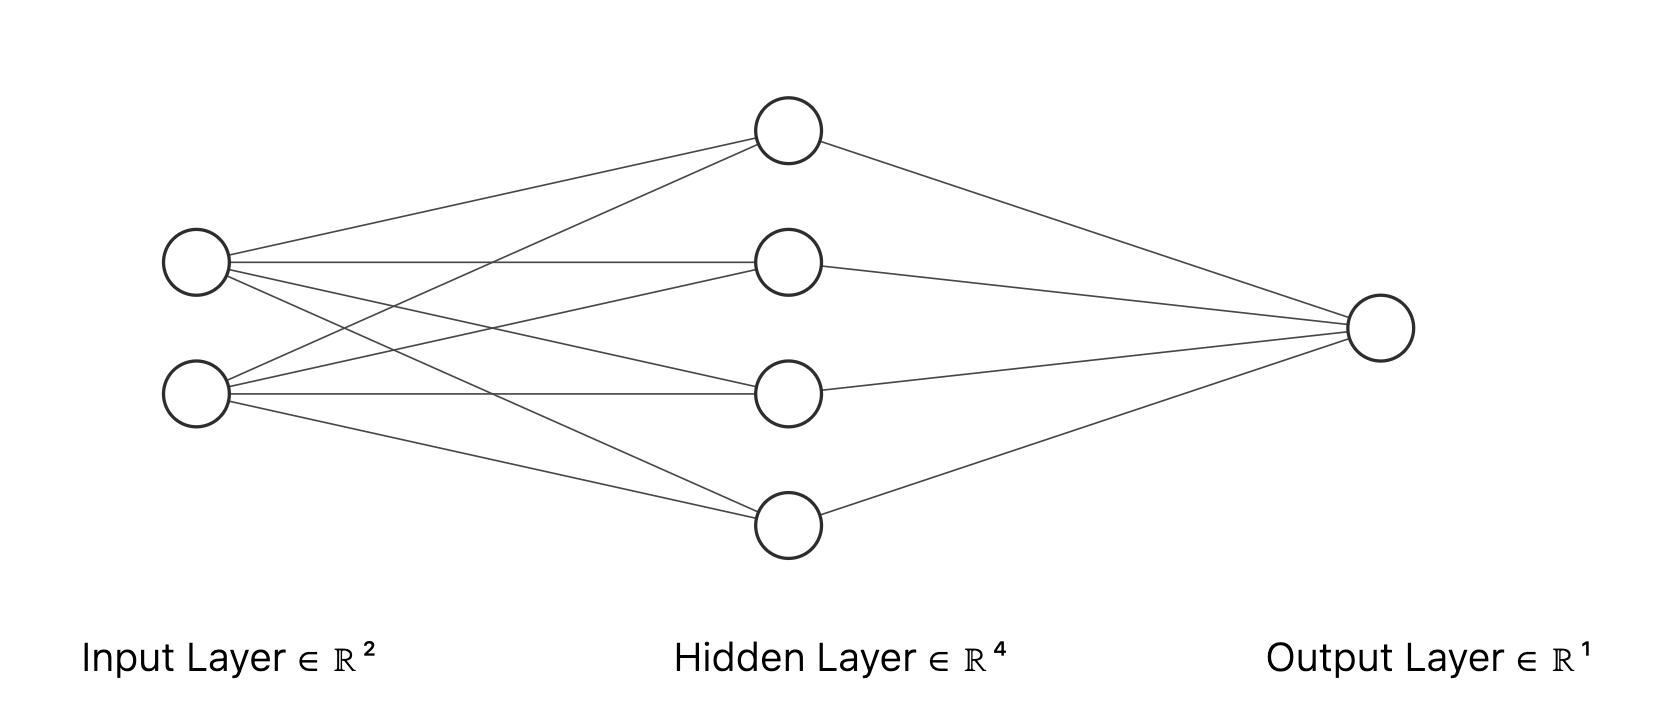 Input Layer ∈ ℝ² Hidden Layer ∈ ℝ⁴ Output Layer ∈ ℝ¹